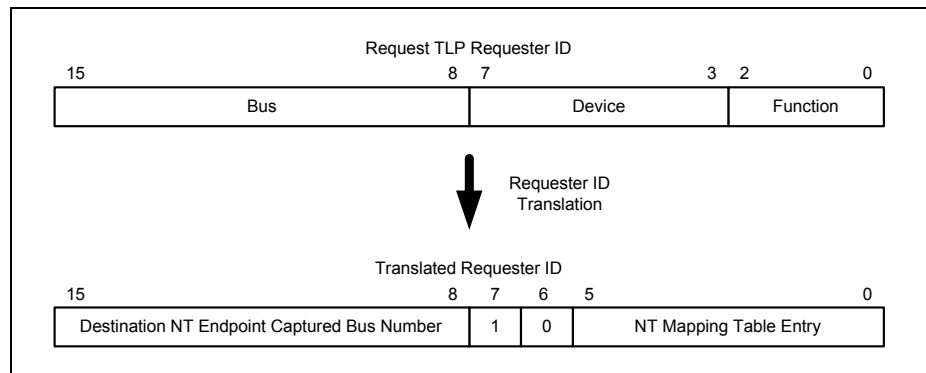 Request TLP Requester ID
15 8 7 3 2 0
Bus Device Function
Requester ID
Translation
Translated Requester ID
15 8 7 6 5 0
Destination NT Endpoint Captured Bus Number 1 0 NT Mapping Table Entry